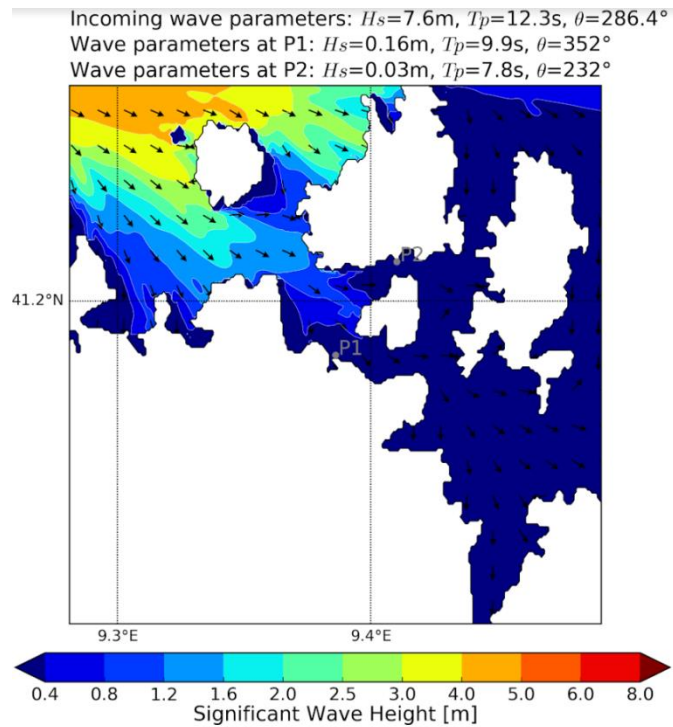 Incoming wave parameters: Hs=7.6m, Tp=12.3s, θ=286.4°
Wave parameters at P1: Hs=0.16m, Tp=9.9s, θ=352°
Wave parameters at P2: Hs=0.03m, Tp=7.8s, θ=232°
P2
41.2°N
P1
9.3°E 9.4°E
0.4 0.8 1.2 1.6 2.0 2.5 3.0 4.0 5.0 6.0 8.0
Significant Wave Height [m]